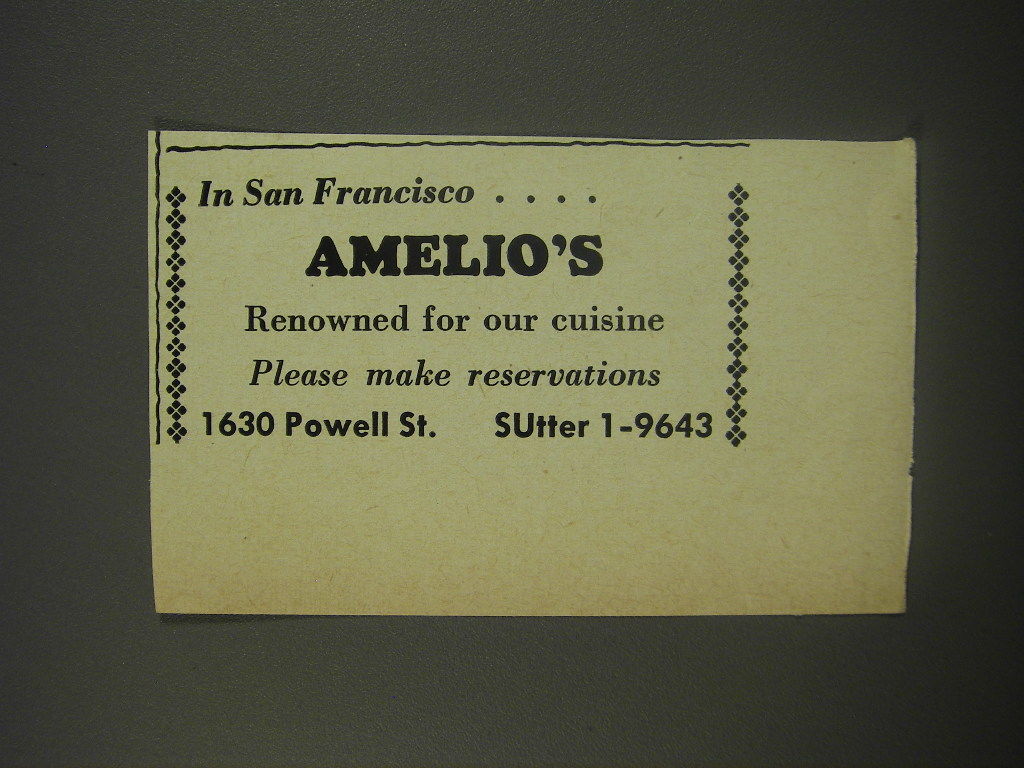 In San Francisco . . . .
AMELIO'S
Renowned for our cuisine
Please make reservations
1630 Powell St. SUtter 1-9643